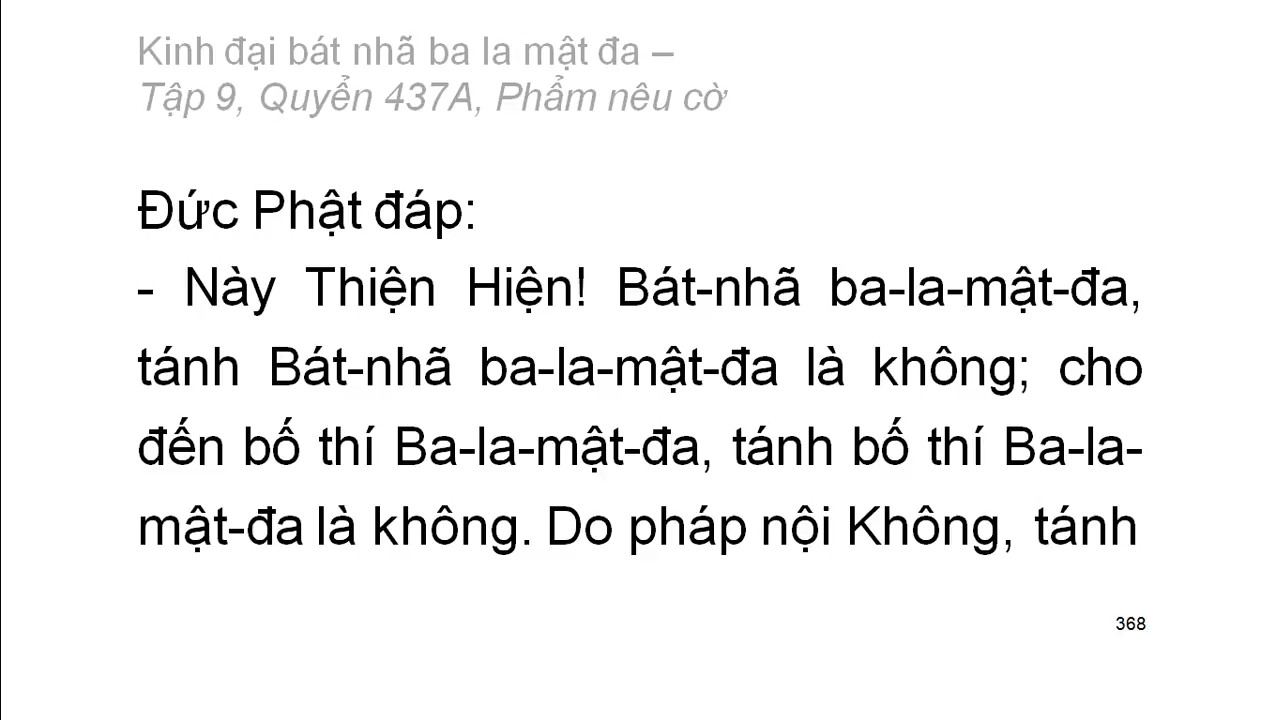 Kinh đại bát nhã ba la mật đa –
Tập 9, Quyển 437A, Phẩm nêu cờ
Đức Phật đáp:
- Này Thiện Hiện! Bát-nhã ba-la-mật-đa,
tánh Bát-nhã ba-la-mật-đa là không; cho
đến bố thí Ba-la-mật-đa, tánh bố thí Ba-la-
mật-đa là không. Do pháp nội Không, tánh
368